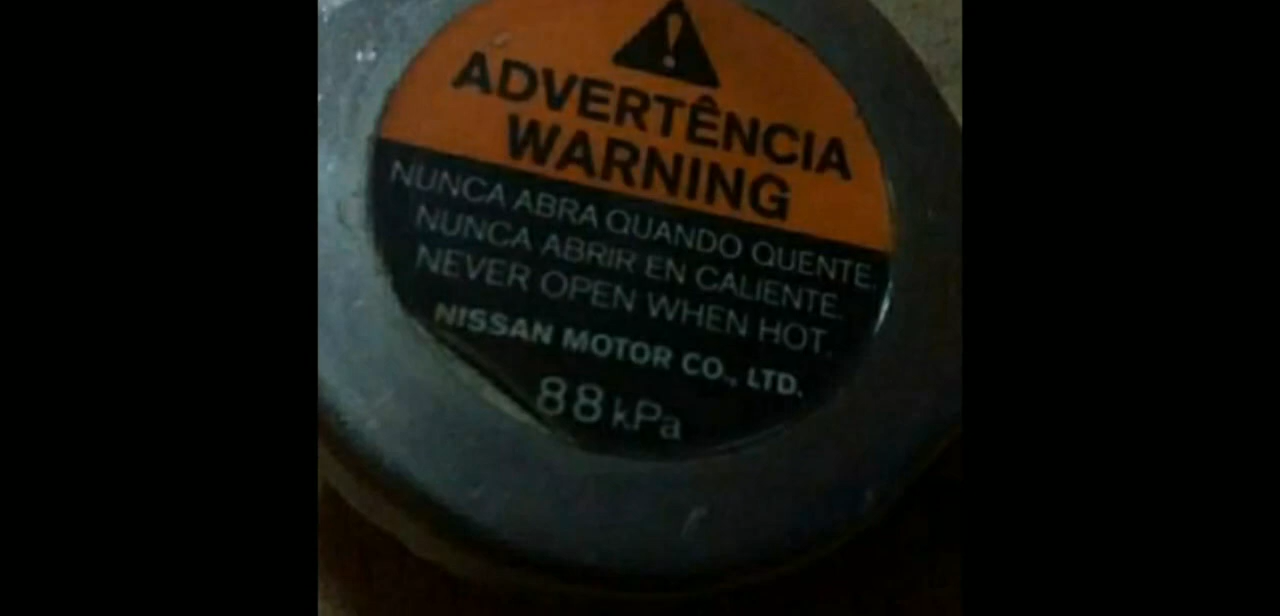 ADVERTÊNCIA
WARNING
NUNCA ABRA QUANDO QUENTE.
NUNCA ABRIR EN CALIENTE.
NEVER OPEN WHEN HOT.
NISSAN MOTOR CO., LTD.
88 kPa